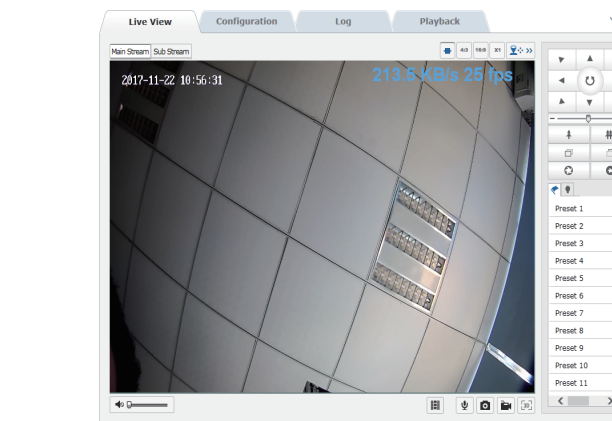 Live View
Configuration
Log
Playback
Main Stream
Sub Stream
4:3
16:9
X1
2017-11-22 10:56:31
213.6 KB/s 25 fps
Preset 1
Preset 2
Preset 3
Preset 4
Preset 5
Preset 6
Preset 7
Preset 8
Preset 9
Preset 10
Preset 11
3D